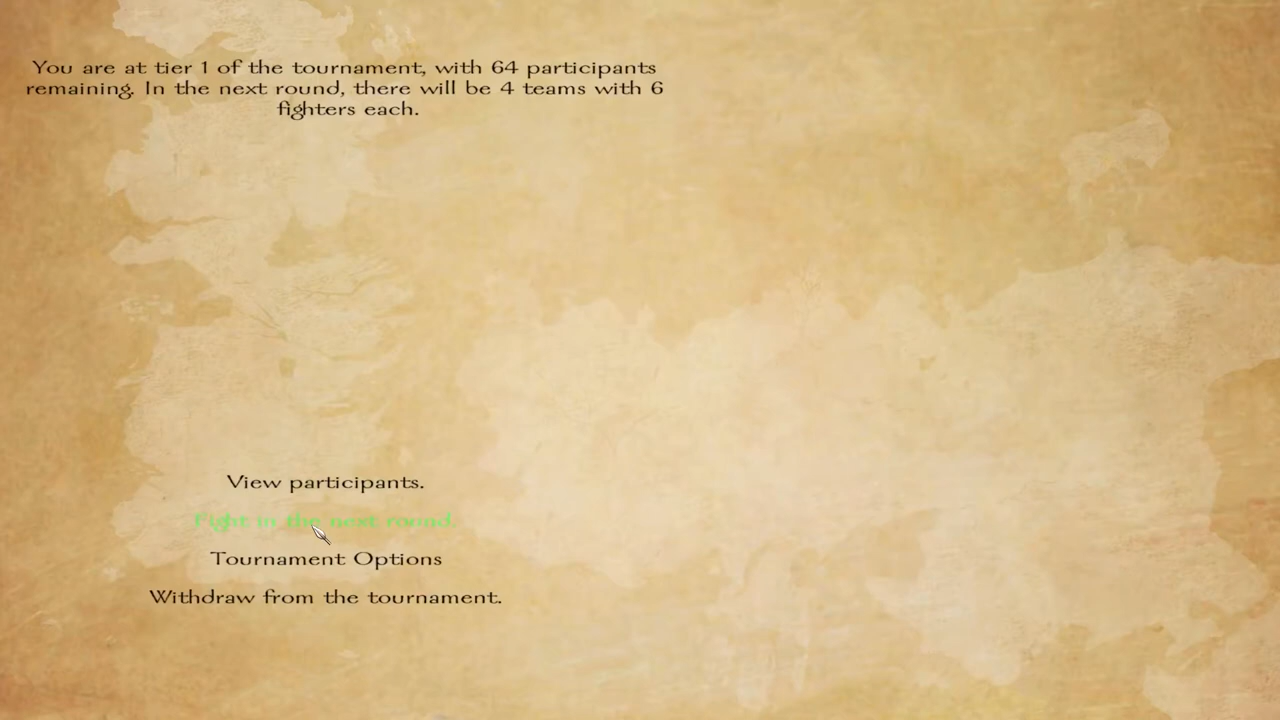 You are at tier 1 of the tournament, with 64 participants
remaining. In the next round, there will be 4 teams with 6
fighters each.
View participants.
Fight in the next round.
Tournament Options
Withdraw from the tournament.